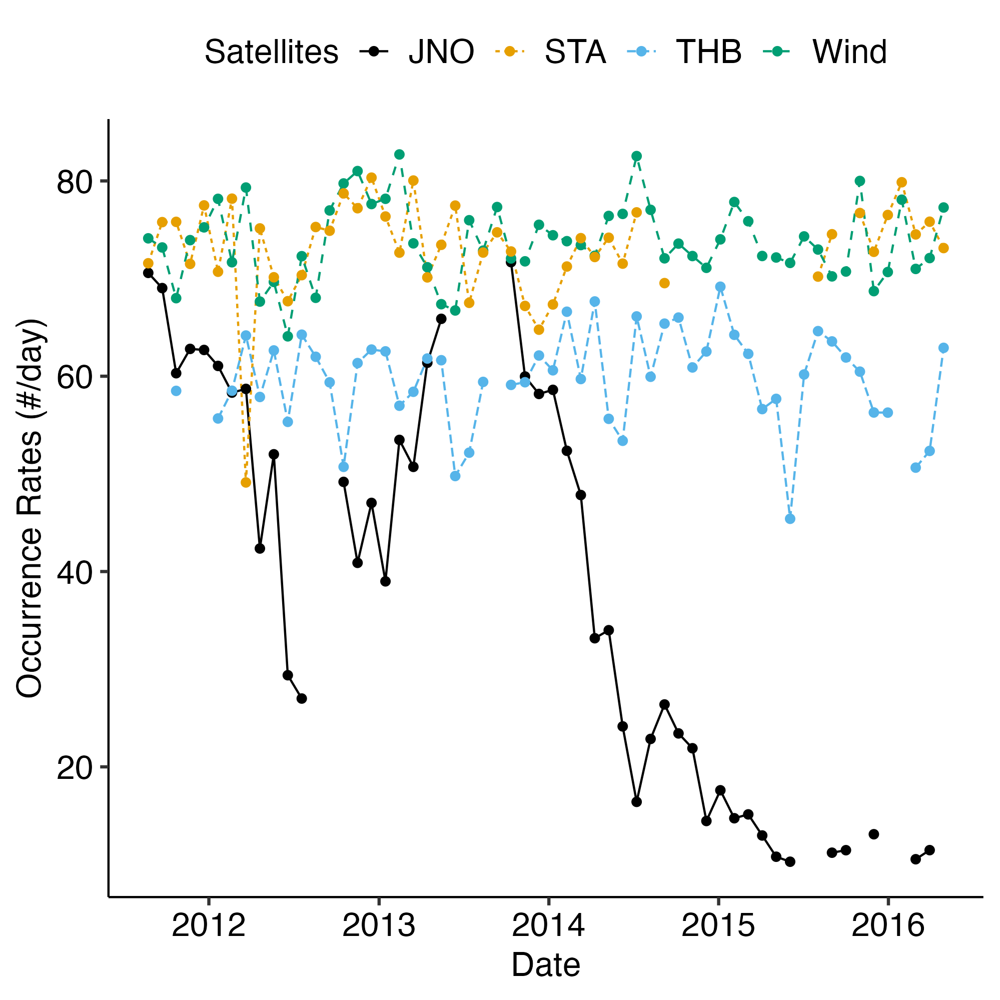 Satellites JNO STA THB Wind
80
60
40
20
Occurrence Rates (#/day)
2012 2013 2014 2015 2016
Date